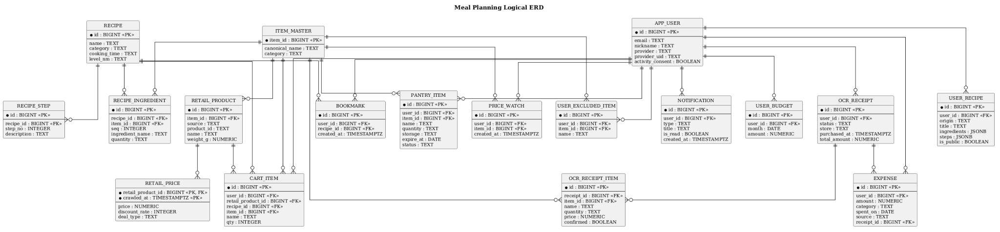 Meal Planning Logical ERD
RECIPE
id : BIGINT «PK»
name : TEXT
category : TEXT
cooking_time : TEXT
level_nm : TEXT
ITEM_MASTER
item_id : BIGINT «PK»
canonical_name : TEXT
category : TEXT
APP_USER
id : BIGINT «PK»
email : TEXT
nickname : TEXT
provider : TEXT
provider_uid : TEXT
activity_consent : BOOLEAN
RECIPE_STEP
id : BIGINT «PK»
recipe_id : BIGINT «FK»
step_no : INTEGER
description : TEXT
RECIPE_INGREDIENT
id : BIGINT «PK»
recipe_id : BIGINT «FK»
item_id : BIGINT «FK»
seq : INTEGER
ingredient_name : TEXT
quantity : TEXT
RETAIL_PRODUCT
id : BIGINT «PK»
item_id : BIGINT «FK»
source : TEXT
product_id : TEXT
name : TEXT
weight_g : NUMERIC
BOOKMARK
id : BIGINT «PK»
user_id : BIGINT «FK»
recipe_id : BIGINT «FK»
created_at : TIMESTAMPTZ
PANTRY_ITEM
id : BIGINT «PK»
user_id : BIGINT «FK»
item_id : BIGINT «FK»
name : TEXT
quantity : TEXT
storage : TEXT
expire_at : DATE
status : TEXT
PRICE_WATCH
id : BIGINT «PK»
user_id : BIGINT «FK»
item_id : BIGINT «FK»
created_at : TIMESTAMPTZ
USER_EXCLUDED_ITEM
id : BIGINT «PK»
user_id : BIGINT «FK»
item_id : BIGINT «FK»
name : TEXT
NOTIFICATION
id : BIGINT «PK»
user_id : BIGINT «FK»
type : TEXT
title : TEXT
is_read : BOOLEAN
created_at : TIMESTAMPTZ
USER_BUDGET
id : BIGINT «PK»
user_id : BIGINT «FK»
month : DATE
amount : NUMERIC
OCR_RECEIPT
id : BIGINT «PK»
user_id : BIGINT «FK»
status : TEXT
store : TEXT
purchased_at : TIMESTAMPTZ
total_amount : NUMERIC
USER_RECIPE
id : BIGINT «PK»
user_id : BIGINT «FK»
origin : TEXT
title : TEXT
ingredients : JSONB
steps : JSONB
is_public : BOOLEAN
RETAIL_PRICE
retail_product_id : BIGINT «PK, FK»
crawled_at : TIMESTAMPTZ «PK»
price : NUMERIC
discount_rate : INTEGER
deal_type : TEXT
CART_ITEM
id : BIGINT «PK»
user_id : BIGINT «FK»
retail_product_id : BIGINT «FK»
recipe_id : BIGINT «FK»
item_id : BIGINT «FK»
name : TEXT
qty : INTEGER
OCR_RECEIPT_ITEM
id : BIGINT «PK»
receipt_id : BIGINT «FK»
item_id : BIGINT «FK»
name : TEXT
quantity : TEXT
price : NUMERIC
confirmed : BOOLEAN
EXPENSE
id : BIGINT «PK»
user_id : BIGINT «FK»
amount : NUMERIC
category : TEXT
spent_on : DATE
source : TEXT
receipt_id : BIGINT «FK»